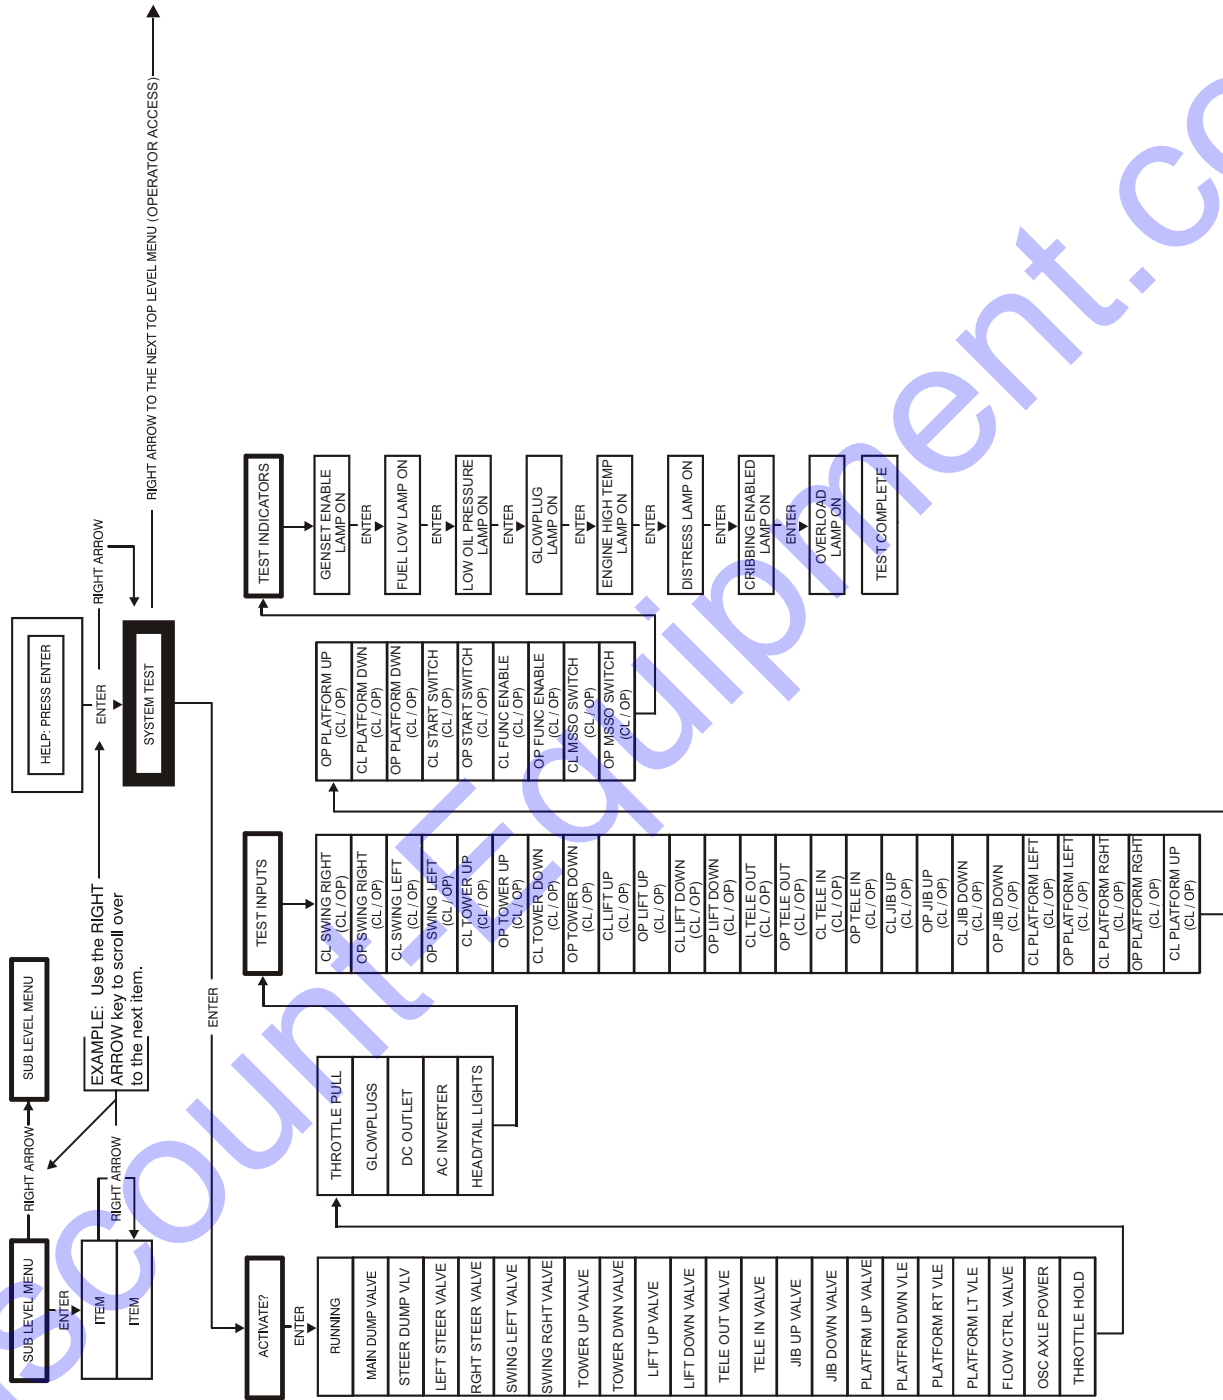 SUB LEVEL MENU
RIGHT ARROW
SUB LEVEL MENU
ENTER
ITEM
ITEM
RIGHT ARROW
EXAMPLE: Use the RIGHT
ARROW key to scroll over
to the next item.
HELP: PRESS ENTER
ENTER
RIGHT ARROW
SYSTEM TEST
RIGHT ARROW TO THE NEXT TOP LEVEL MENU (OPERATOR ACCESS)
ENTER
ACTIVATE?
ENTER
RUNNING
MAIN DUMP VALVE
STEER DUMP VLV
LEFT STEER VALVE
RGHT STEER VALVE
SWING LEFT VALVE
SWING RGHT VALVE
TOWER UP VALVE
TOWER DWN VALVE
LIFT UP VALVE
LIFT DOWN VALVE
TELE OUT VALVE
TELE IN VALVE
JIB UP VALVE
JIB DOWN VALVE
PLATFRM UP VALVE
PLATFRM DWN VLE
PLATFORM RT VLE
PLATFORM LT VLE
FLOW CTRL VALVE
OSC AXLE POWER
THROTTLE HOLD
THROTTLE PULL
GLOWPLUGS
DC OUTLET
AC INVERTER
HEAD/TAIL LIGHTS
TEST INPUTS
CL SWING RIGHT
(CL / OP)
OP SWING RIGHT
(CL / OP)
CL SWING LEFT
(CL / OP)
OP SWING LEFT
(CL / OP)
CL TOWER UP
(CL / OP)
OP TOWER UP
(CL / OP)
CL TOWER DOWN
(CL / OP)
OP TOWER DOWN
(CL / OP)
CL LIFT UP
(CL / OP)
OP LIFT UP
(CL / OP)
CL LIFT DOWN
(CL / OP)
OP LIFT DOWN
(CL / OP)
CL TELE OUT
(CL / OP)
OP TELE OUT
(CL / OP)
CL TELE IN
(CL / OP)
OP TELE IN
(CL / OP)
CL JIB UP
(CL / OP)
OP JIB UP
(CL / OP)
CL JIB DOWN
(CL / OP)
OP JIB DOWN
(CL / OP)
CL PLATFORM LEFT
(CL / OP)
OP PLATFORM LEFT
(CL / OP)
CL PLATFORM RGHT
(CL / OP)
OP PLATFORM RGHT
(CL / OP)
CL PLATFORM UP
(CL / OP)
OP PLATFORM UP
(CL / OP)
CL PLATFORM DWN
(CL / OP)
OP PLATFORM DWN
(CL / OP)
CL START SWITCH
(CL / OP)
OP START SWITCH
(CL / OP)
CL FUNC ENABLE
(CL / OP)
OP FUNC ENABLE
(CL / OP)
CL MSSO SWITCH
(CL / OP)
OP MSSO SWITCH
(CL / OP)
TEST INDICATORS
GENSET ENABLE
LAMP ON
ENTER
FUEL LOW LAMP ON
ENTER
LOW OIL PRESSURE
LAMP ON
ENTER
GLOWPLUG
LAMP ON
ENTER
ENGINE HIGH TEMP
LAMP ON
ENTER
DISTRESS LAMP ON
ENTER
CRIBBING ENABLED
LAMP ON
ENTER
OVERLOAD
LAMP ON
TEST COMPLETE
scount-Equipment.co